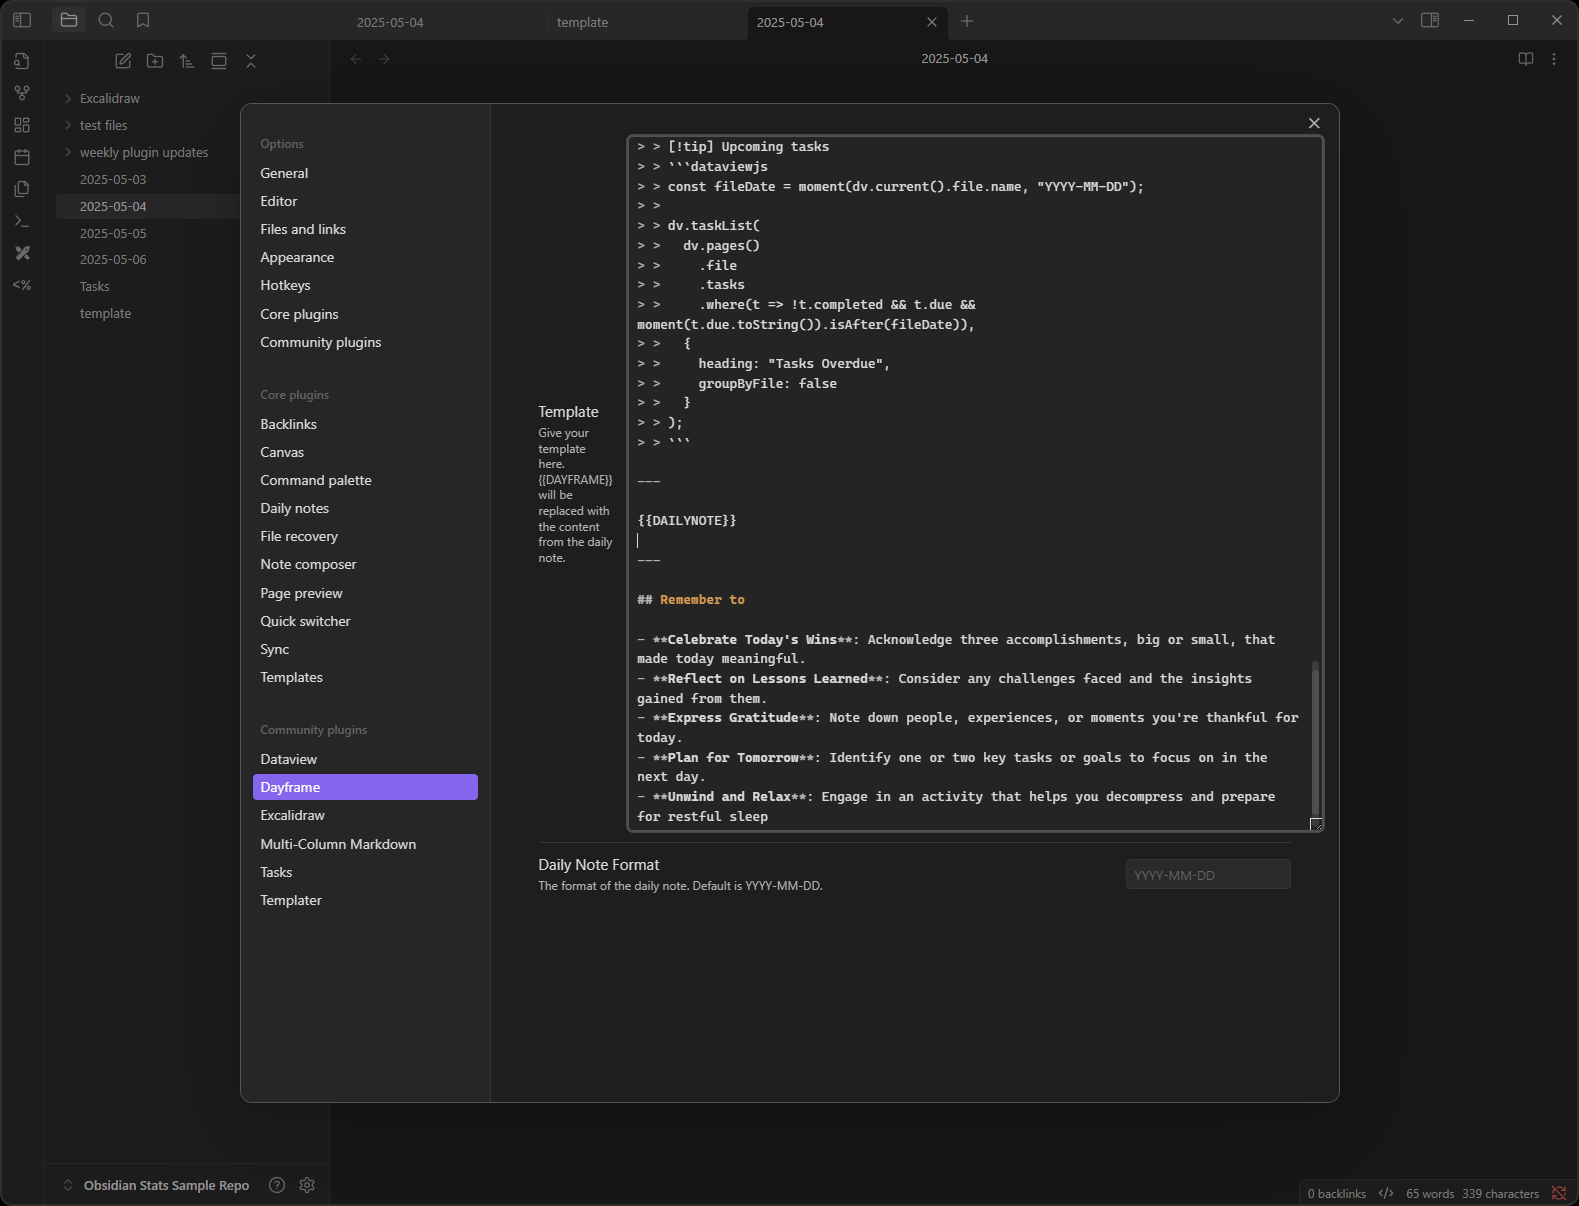 2025-05-04
template
2025-05-04
2025-05-04
Excalidraw
test files
weekly plugin updates
2025-05-03
2025-05-04
2025-05-05
2025-05-06
Tasks
template
<%
Options
General
Editor
Files and links
Appearance
Hotkeys
Core plugins
Community plugins
Core plugins
Backlinks
Canvas
Command palette
Daily notes
File recovery
Note composer
Page preview
Quick switcher
Sync
Templates
Community plugins
Dataview
Dayframe
Excalidraw
Multi-Column Markdown
Tasks
Templater
Template
Give your
template
here.
{{DAYFRAME}}
will be
replaced with
the content
from the daily
note.
> > [!tip] Upcoming tasks
> > ```dataviewjs
> > const fileDate = moment(dv.current().file.name, "YYYY-MM-DD");
> >
> > dv.taskList(
> >   dv.pages()
> >     .file
> >     .tasks
> >     .where(t => !t.completed && t.due &&
moment(t.due.toString()).isAfter(fileDate)),
> >   {
> >     heading: "Tasks Overdue",
> >     groupByFile: false
> >   }
> > );
> > ```
---
{{DAILYNOTE}}
---
## Remember to
- **Celebrate Today's Wins**: Acknowledge three accomplishments, big or small, that
made today meaningful.
- **Reflect on Lessons Learned**: Consider any challenges faced and the insights
gained from them.
- **Express Gratitude**: Note down people, experiences, or moments you're thankful for
today.
- **Plan for Tomorrow**: Identify one or two key tasks or goals to focus on in the
next day.
- **Unwind and Relax**: Engage in an activity that helps you decompress and prepare
for restful sleep
Daily Note Format
The format of the daily note. Default is YYYY-MM-DD.
YYYY-MM-DD
Obsidian Stats Sample Repo
0 backlinks </> 65 words 339 characters